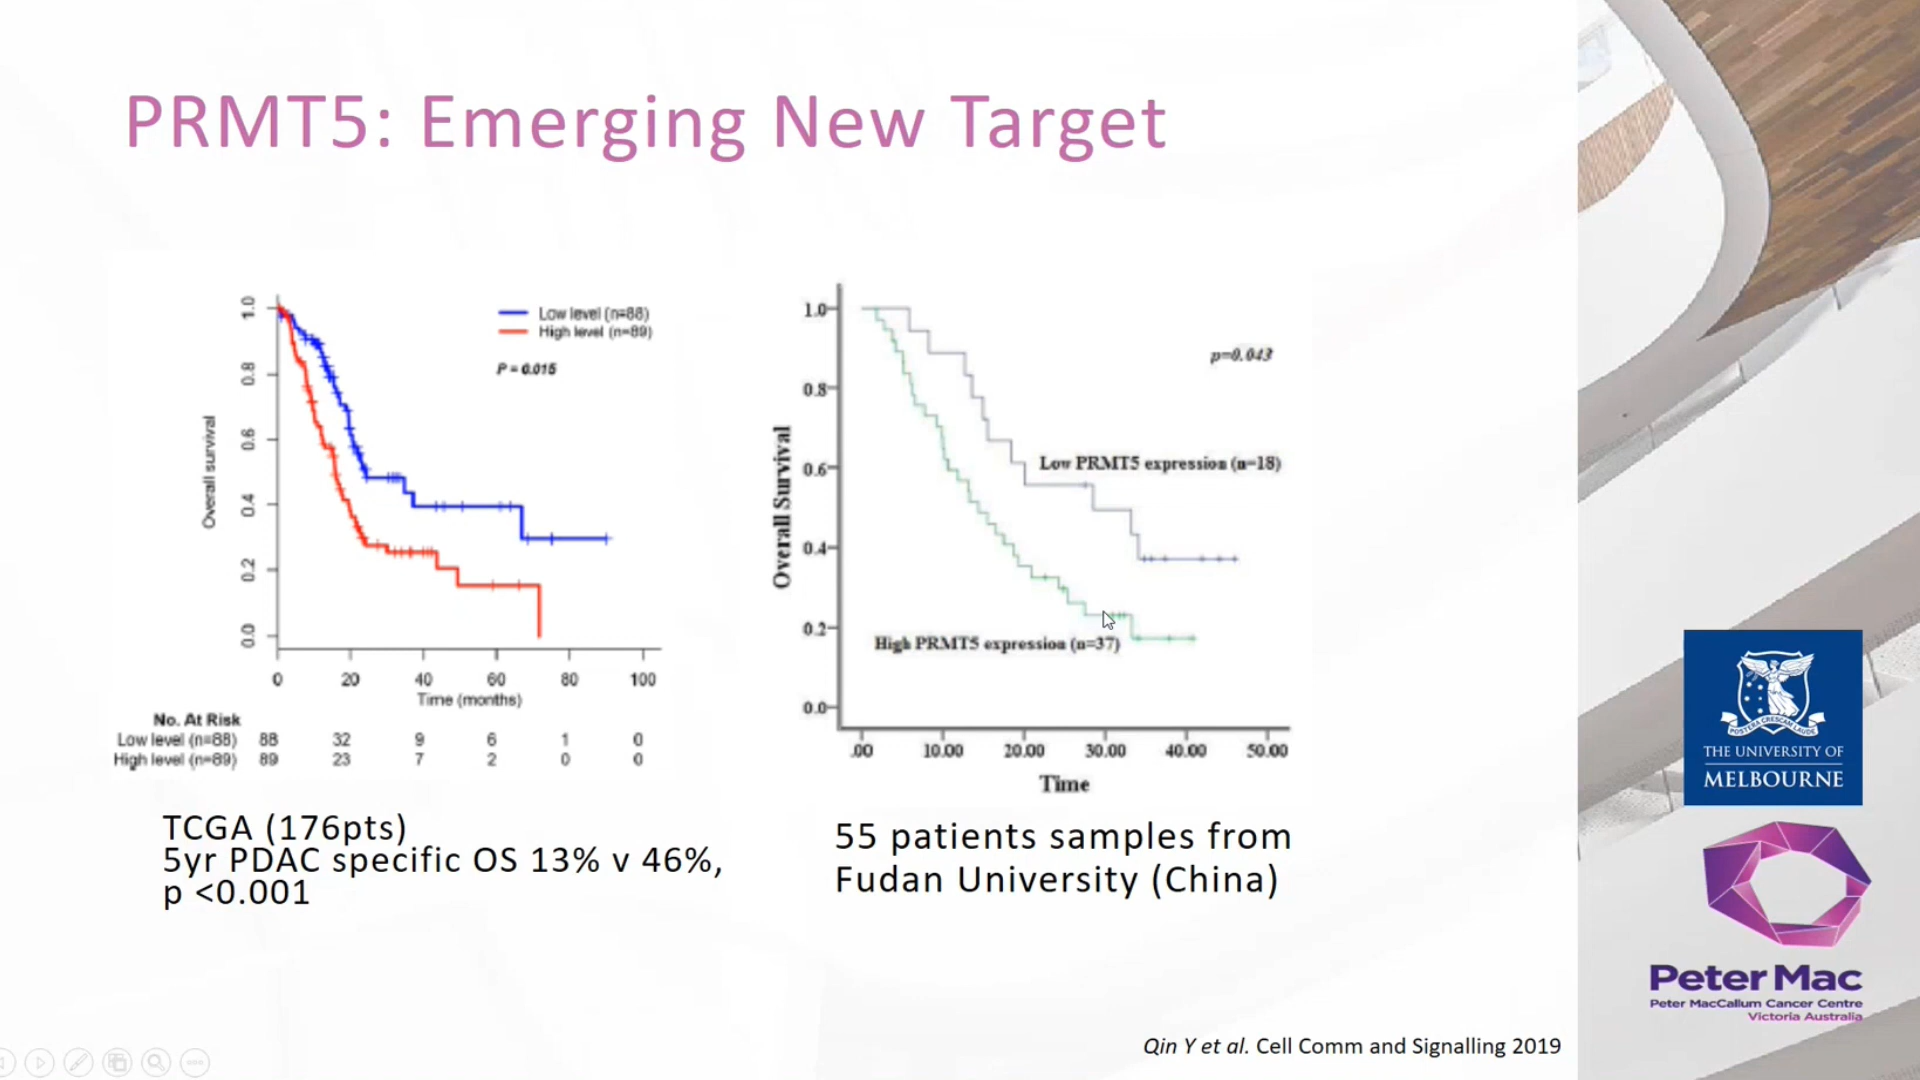 PRMT5: Emerging New Target
1.0
0.8
0.6
0.4
0.2
0.0
Overall survival
Low level (n=88)
High level (n=89)
P = 0.015
0 20 40 60 80 100
Time (months)
No. At Risk
Low level (n=88) 88 32 9 6 1 0
High level (n=89) 89 23 7 2 0 0
TCGA (176pts)
5yr PDAC specific OS 13% v 46%,
p <0.001
1.0
0.8
0.6
0.4
0.2
0.0
Overall Survival
p=0.043
Low PRMT5 expression (n=18)
High PRMT5 expression (n=37)
.00 10.00 20.00 30.00 40.00 50.00
Time
55 patients samples from
Fudan University (China)
Qin Y et al. Cell Comm and Signalling 2019
POSTERA CRESCAM LAUDE
THE UNIVERSITY OF
MELBOURNE
Peter Mac
Peter MacCallum Cancer Centre
Victoria Australia